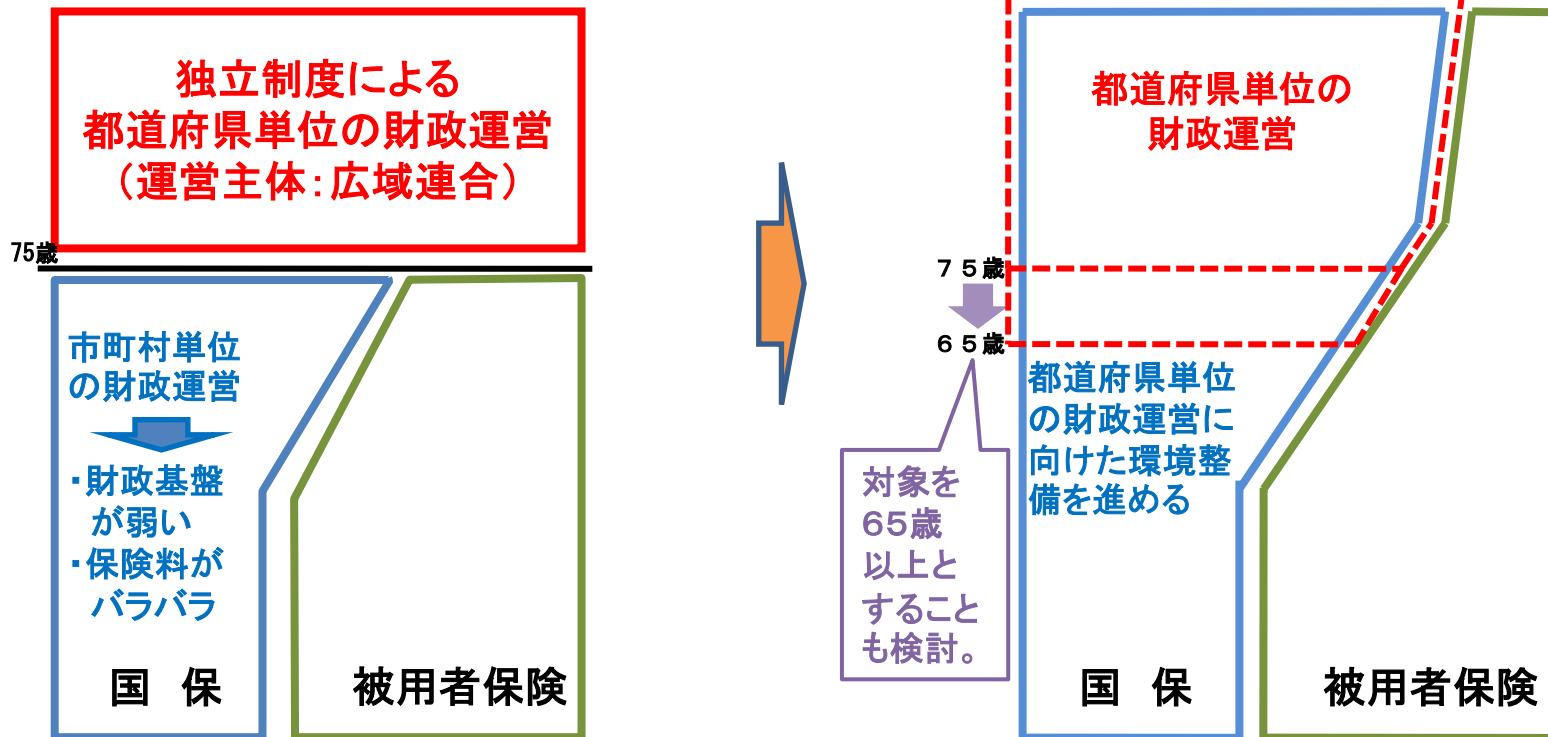 独立制度による
都道府県単位の財政運営
(運営主体:広域連合)
75歳
市町村単位
の財政運営
・財政基盤
が弱い
・保険料が
バラバラ
国 保
被用者保険
都道府県単位の
財政運営
75歳
65歳
都道府県単位
の財政運営に
向けた環境整
備を進める
対象を
65歳
以上と
すること
も検討。
国 保
被用者保険